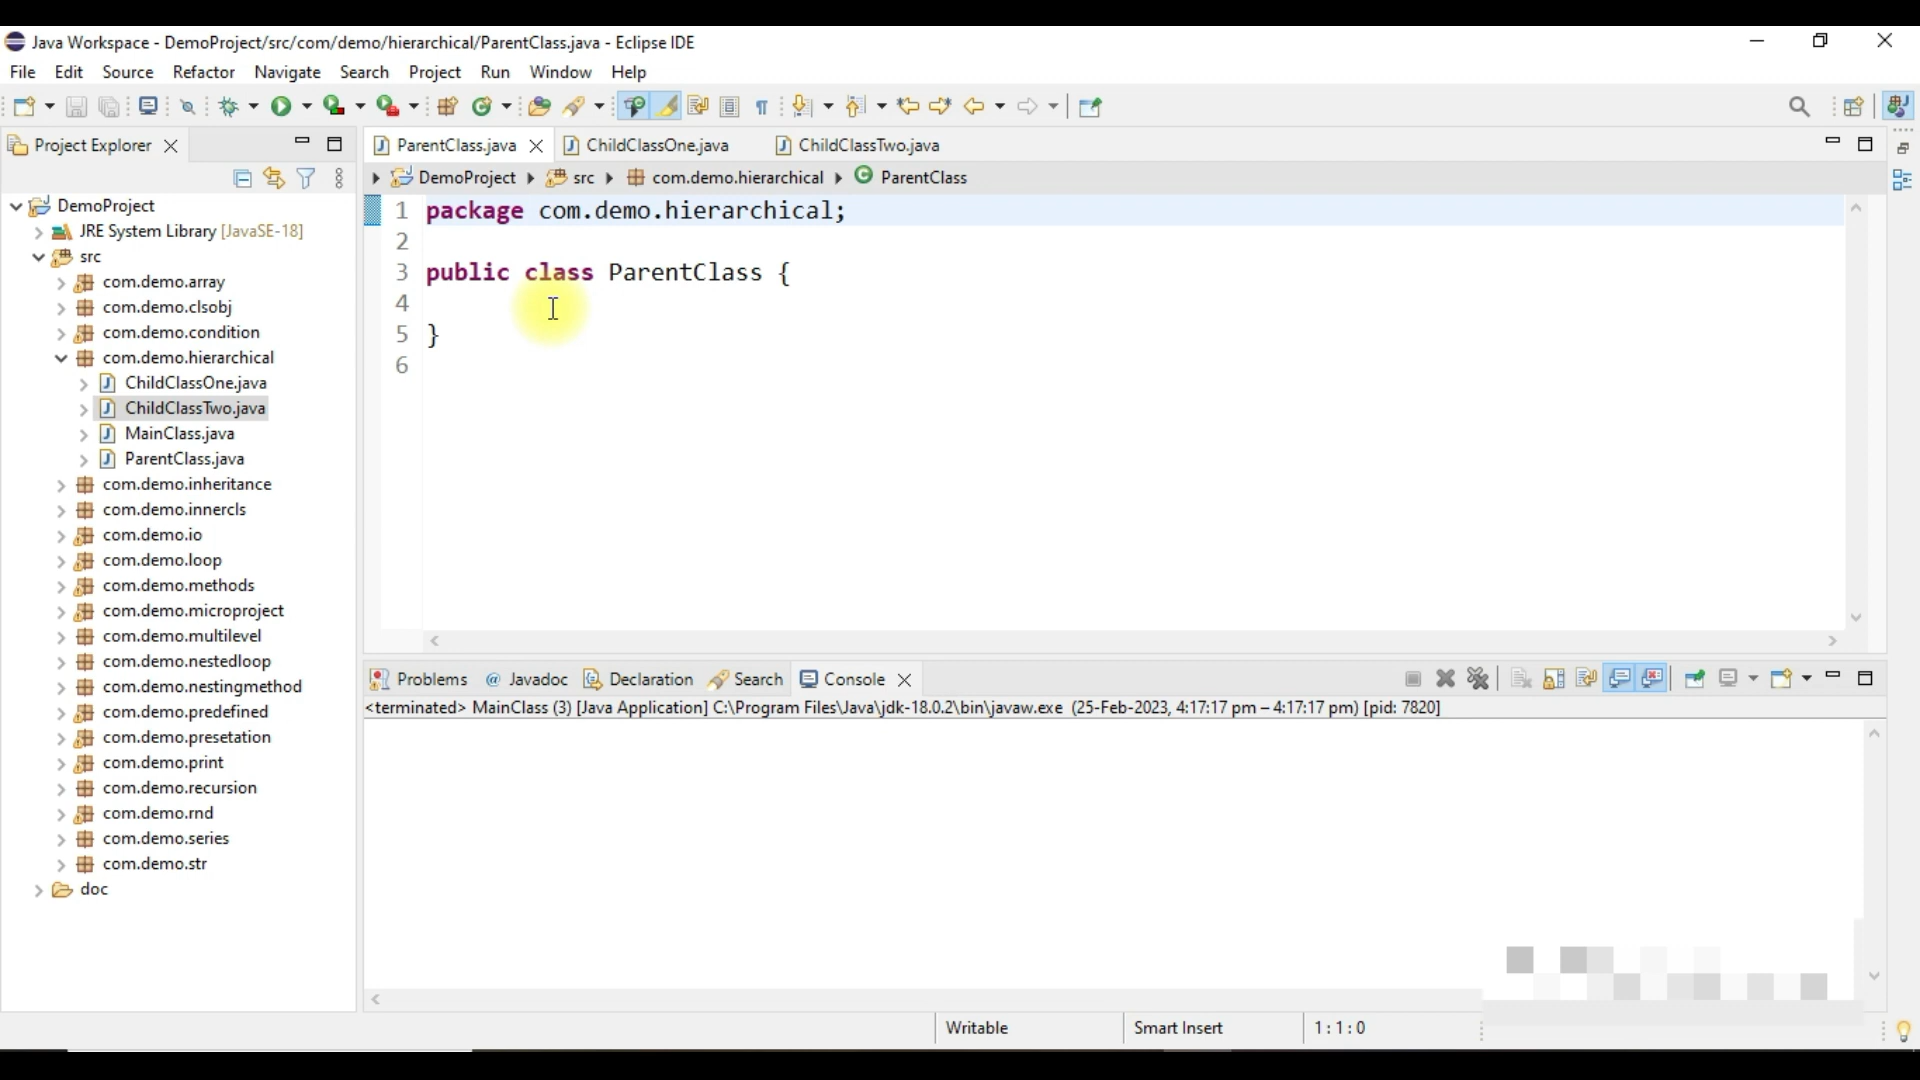 Java Workspace - DemoProject/src/com/demo/hierarchical/ParentClass.java - Eclipse IDE
File Edit Source Refactor Navigate Search Project Run Window Help
Project Explorer
DemoProject
JRE System Library [JavaSE-18]
src
com.demo.array
com.demo.clsobj
com.demo.condition
com.demo.hierarchical
ChildClassOne.java
ChildClassTwo.java
MainClass.java
ParentClass.java
com.demo.inheritance
com.demo.innercls
com.demo.io
com.demo.loop
com.demo.methods
com.demo.microproject
com.demo.multilevel
com.demo.nestedloop
com.demo.nestingmethod
com.demo.predefined
com.demo.presetation
com.demo.print
com.demo.recursion
com.demo.rnd
com.demo.series
com.demo.str
doc
ParentClass.java ChildClassOne.java ChildClassTwo.java
DemoProject src com.demo.hierarchical ParentClass
1 package com.demo.hierarchical;
2
3 public class ParentClass {
4
5 }
6
Problems @ Javadoc Declaration Search Console
<terminated> MainClass (3) [Java Application] C:\Program Files\Java\jdk-18.0.2\bin\javaw.exe (25-Feb-2023, 4:17:17 pm – 4:17:17 pm) [pid: 7820]
Writable Smart Insert 1 : 1 : 0